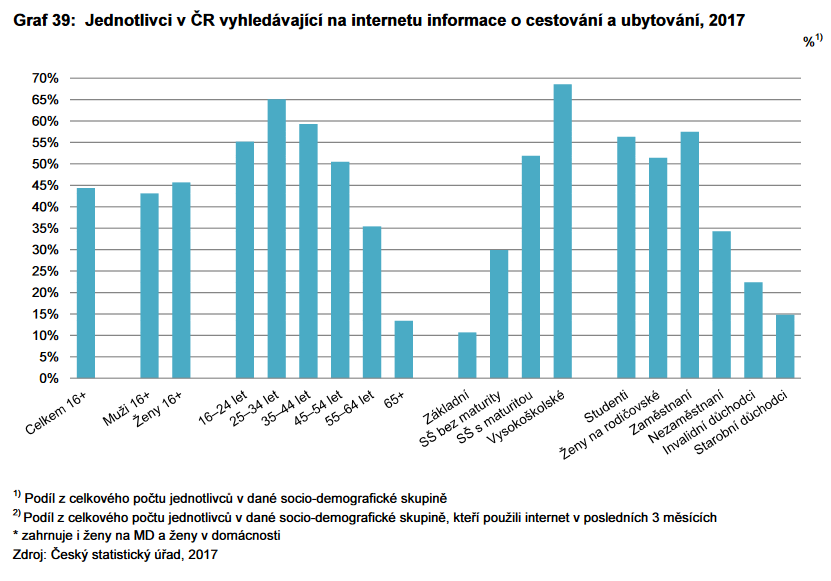 Graf 39: Jednotlivci v ČR vyhledávající na internetu informace o cestování a ubytování, 2017
%1)
70%
65%
60%
55%
50%
45%
40%
35%
30%
25%
20%
15%
10%
5%
0%
Celkem 16+
Muži 16+
Ženy 16+
16–24 let
25–34 let
35–44 let
45–54 let
55–64 let
65+
Základní
SŠ bez maturity
SŠ s maturitou
Vysokoškolské
Studenti
Ženy na rodičovské
Zaměstnaní
Nezaměstnaní
Invalidní důchodci
Starobní důchodci
1) Podíl z celkového počtu jednotlivců v dané socio-demografické skupině
2) Podíl z celkového počtu jednotlivců v dané socio-demografické skupině, kteří použili internet v posledních 3 měsících
* zahrnuje i ženy na MD a ženy v domácnosti
Zdroj: Český statistický úřad, 2017